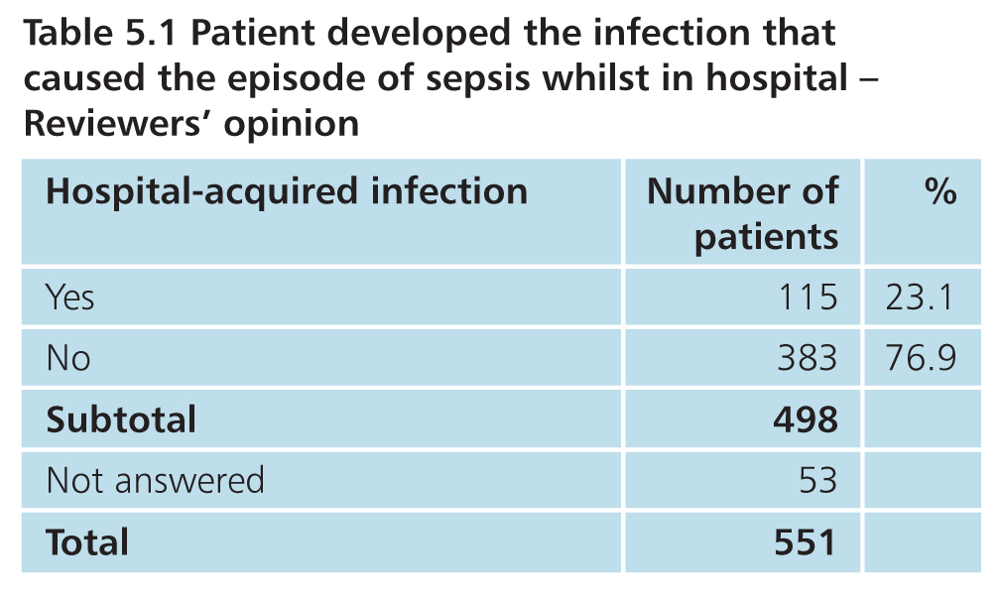 Table 5.1 Patient developed the infection that
caused the episode of sepsis whilst in hospital –
Reviewers’ opinion
Hospital-acquired infection Number of patients %
Yes 115 23.1
No 383 76.9
Subtotal 498
Not answered 53
Total 551